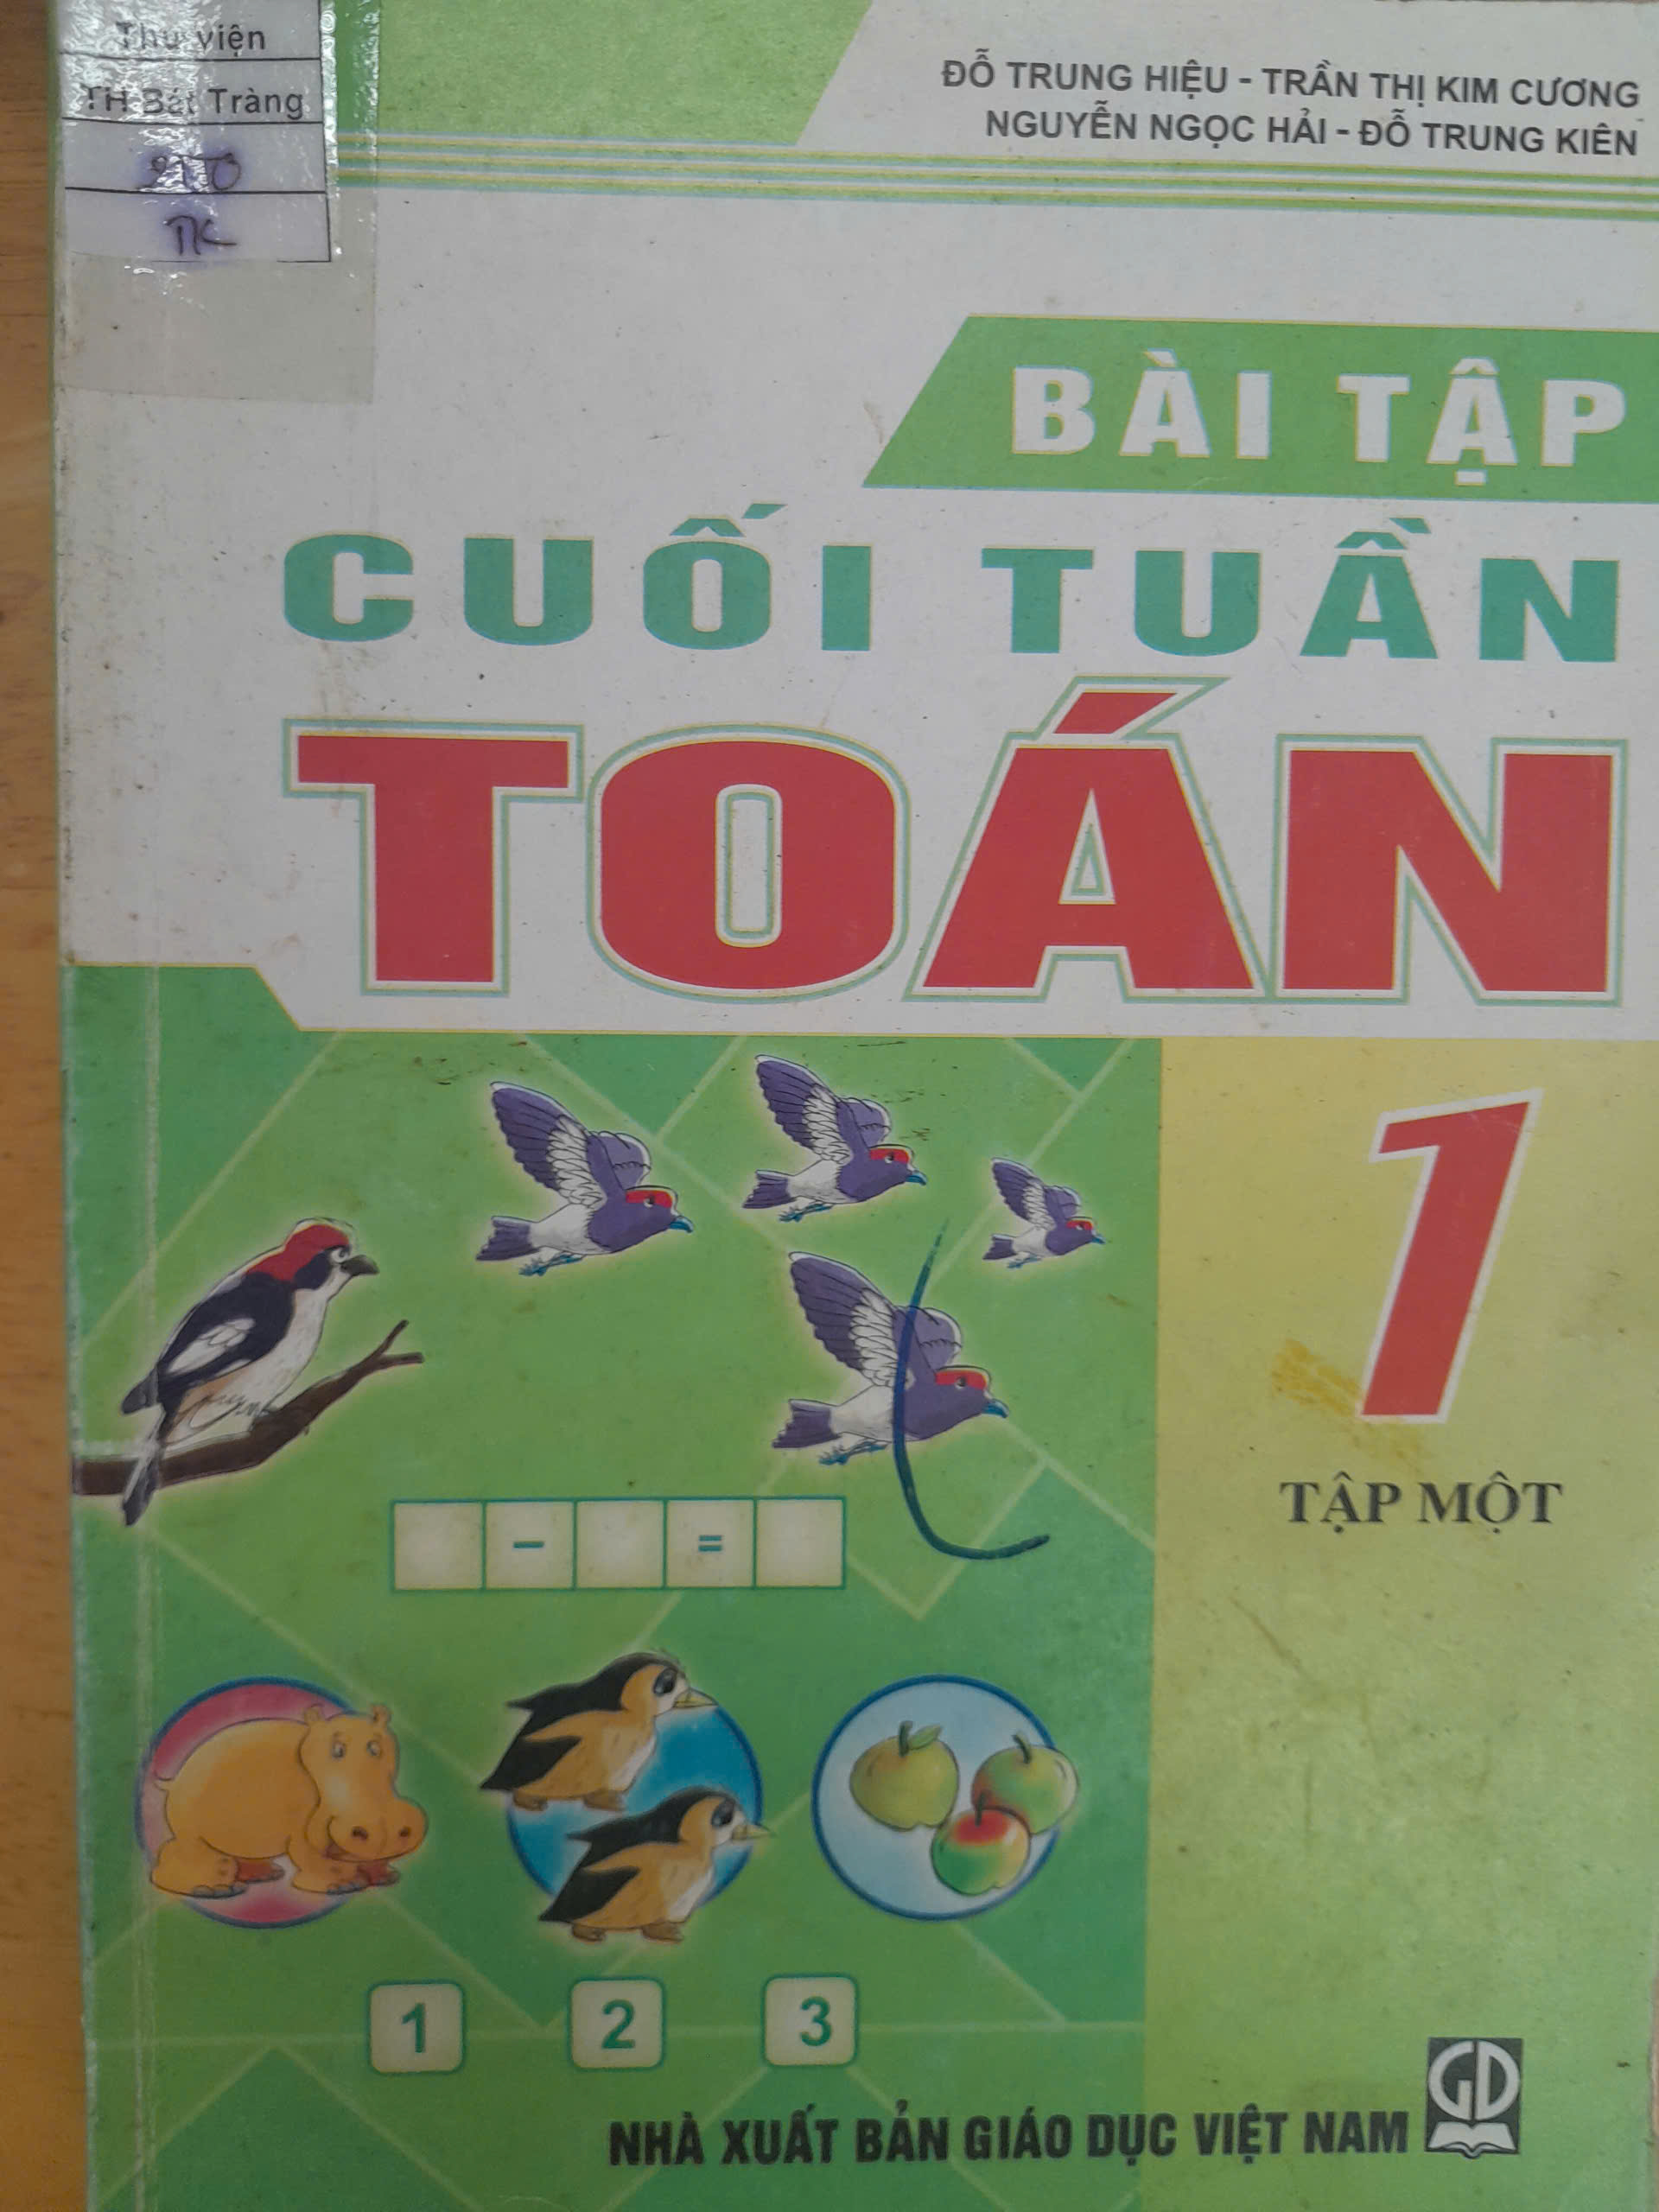 Thư viện
TH Bát Tràng
ĐỖ TRUNG HIỆU - TRẦN THỊ KIM CƯƠNG
NGUYỄN NGỌC HẢI - ĐỖ TRUNG KIÊN
BÀI TẬP
CUỐI TUẦN
TOÁN
1
TẬP MỘT
- =
1 2 3
NHÀ XUẤT BẢN GIÁO DỤC VIỆT NAM
GD